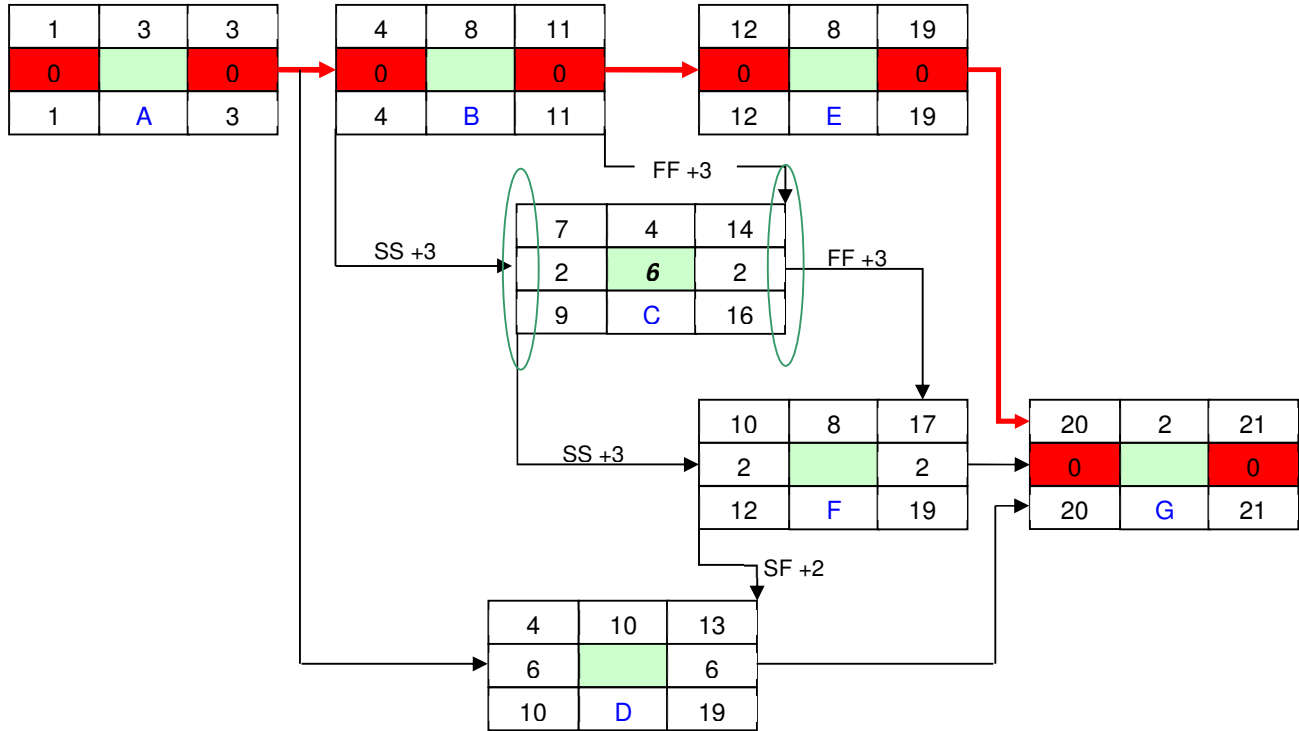 1 3 3
0 0
1 A 3
4 8 11
0 0
4 B 11
12 8 19
0 0
12 E 19
FF +3
SS +3
7 4 14
2 6 2
9 C 16
FF +3
SS +3
10 8 17
2 2
12 F 19
20 2 21
0 0
20 G 21
SF +2
4 10 13
6 6
10 D 19